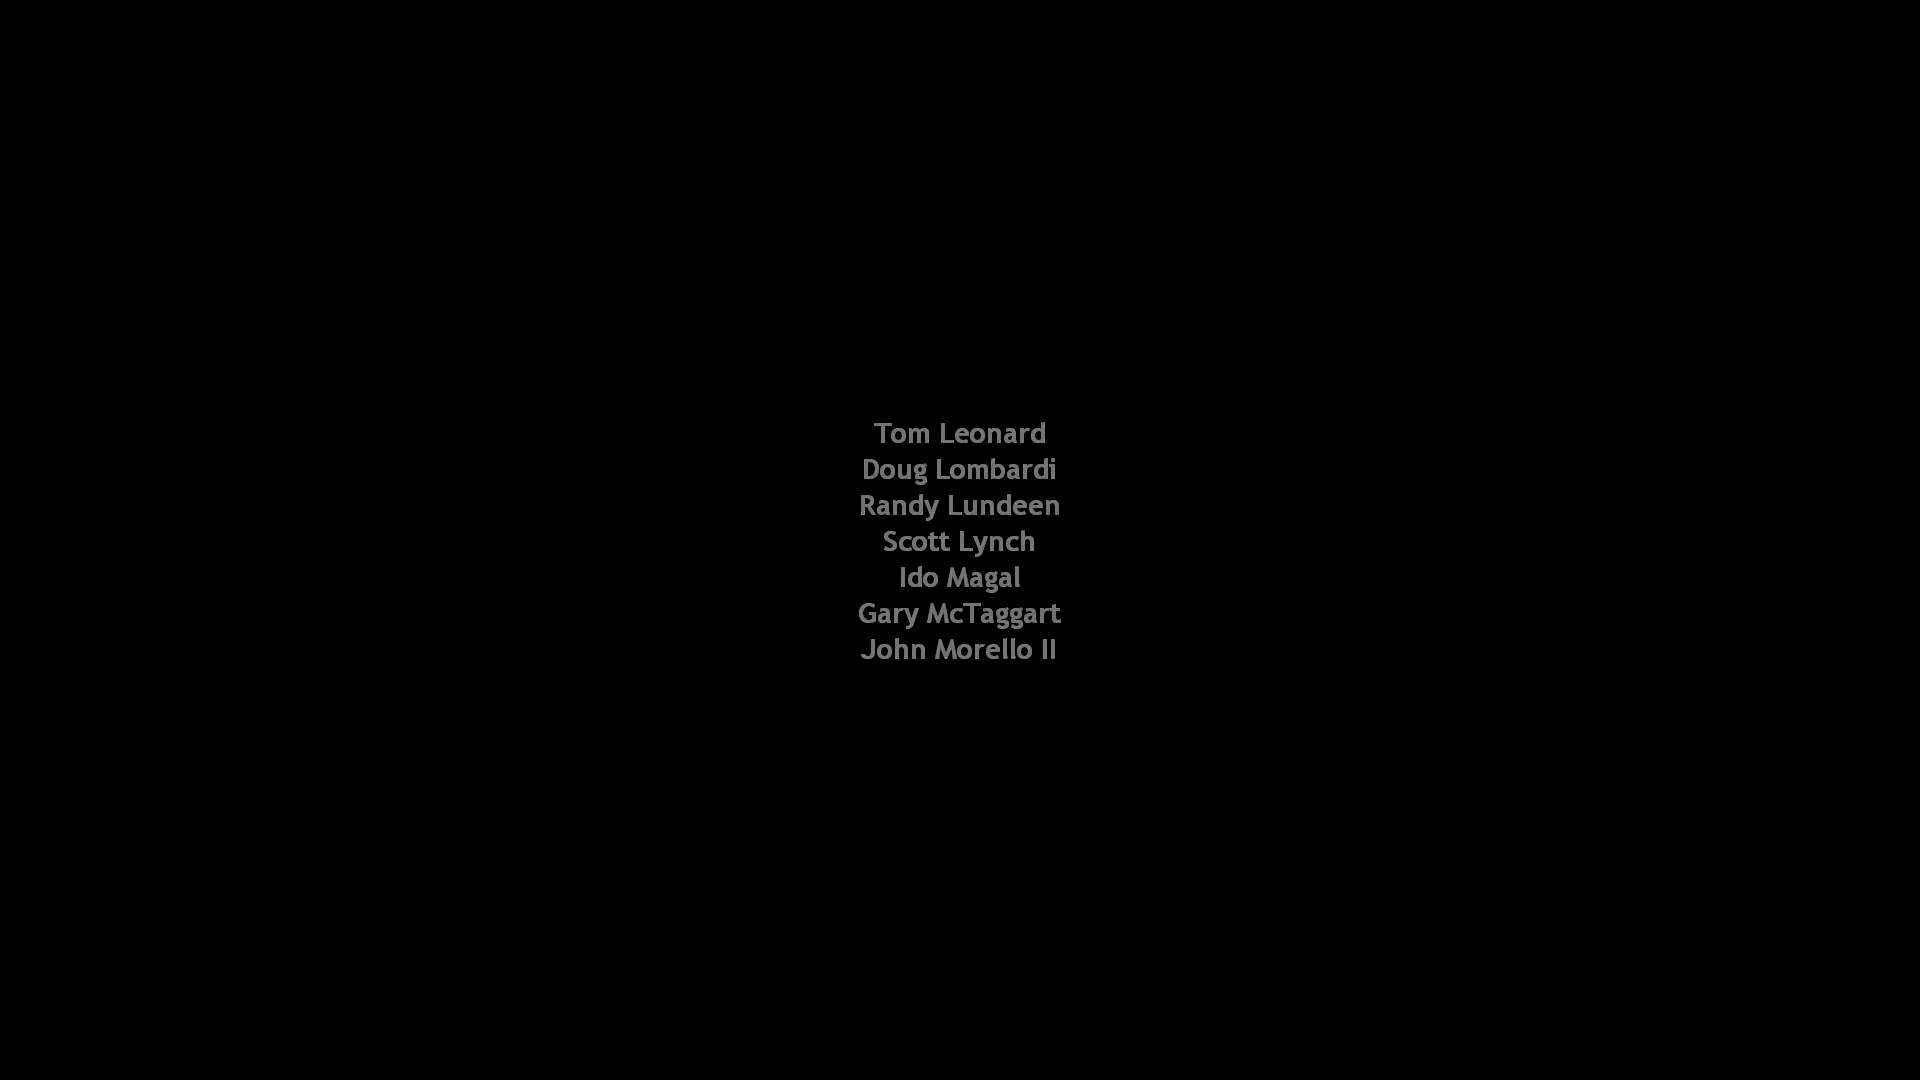 Tom Leonard
Doug Lombardi
Randy Lundeen
Scott Lynch
Ido Magal
Gary McTaggart
John Morello II